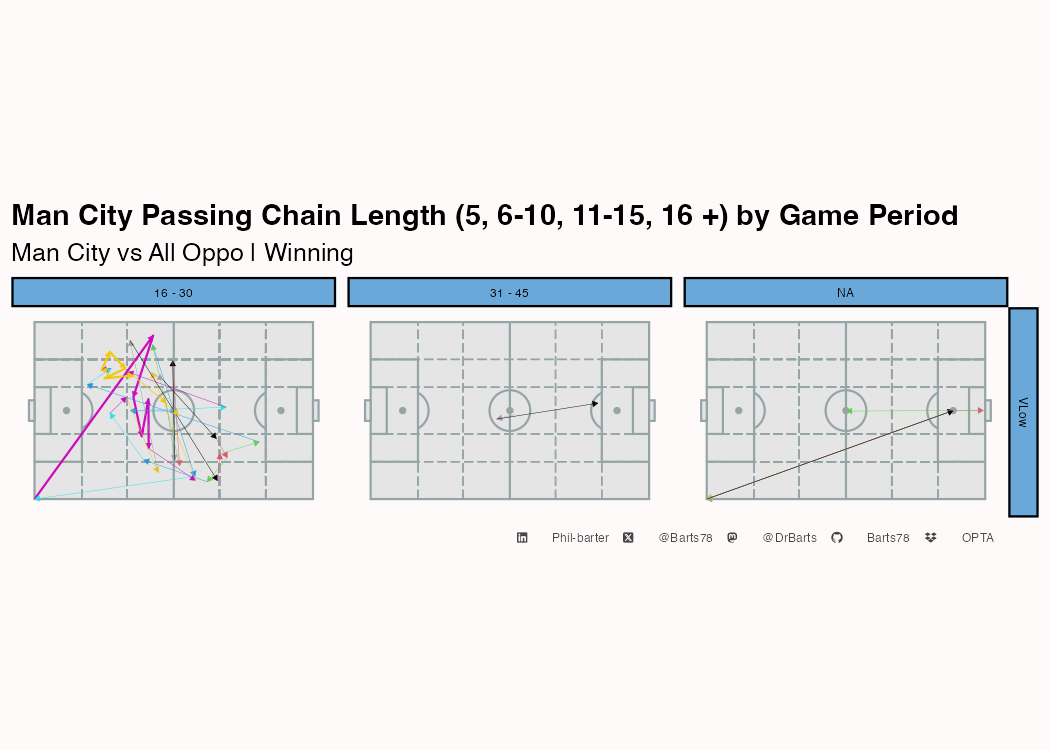 Man City Passing Chain Length (5, 6-10, 11-15, 16 +) by Game Period
Man City vs All Oppo | Winning
16 - 30
31 - 45
NA
VLow
Phil-barter @Barts78 @DrBarts Barts78 OPTA